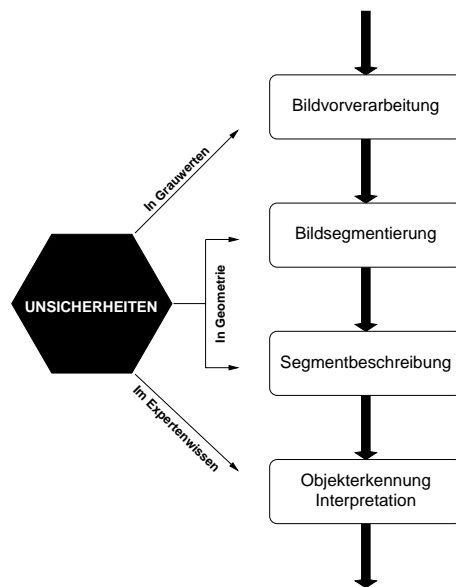 Bildvorverarbeitung
In Grauwerten
Bildsegmentierung
UNSICHERHEITEN
In Geometrie
Segmentbeschreibung
Im Expertenwissen
Objekterkennung
Interpretation